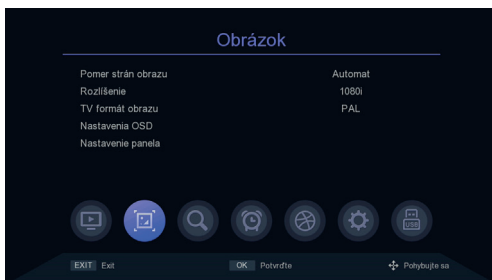 Obrázok
Pomer strán obrazu Automat
Rozlíšenie 1080i
TV formát obrazu PAL
Nastavenia OSD
Nastavenie panela
USB
EXIT Exit OK Potvrďte Pohybujte sa